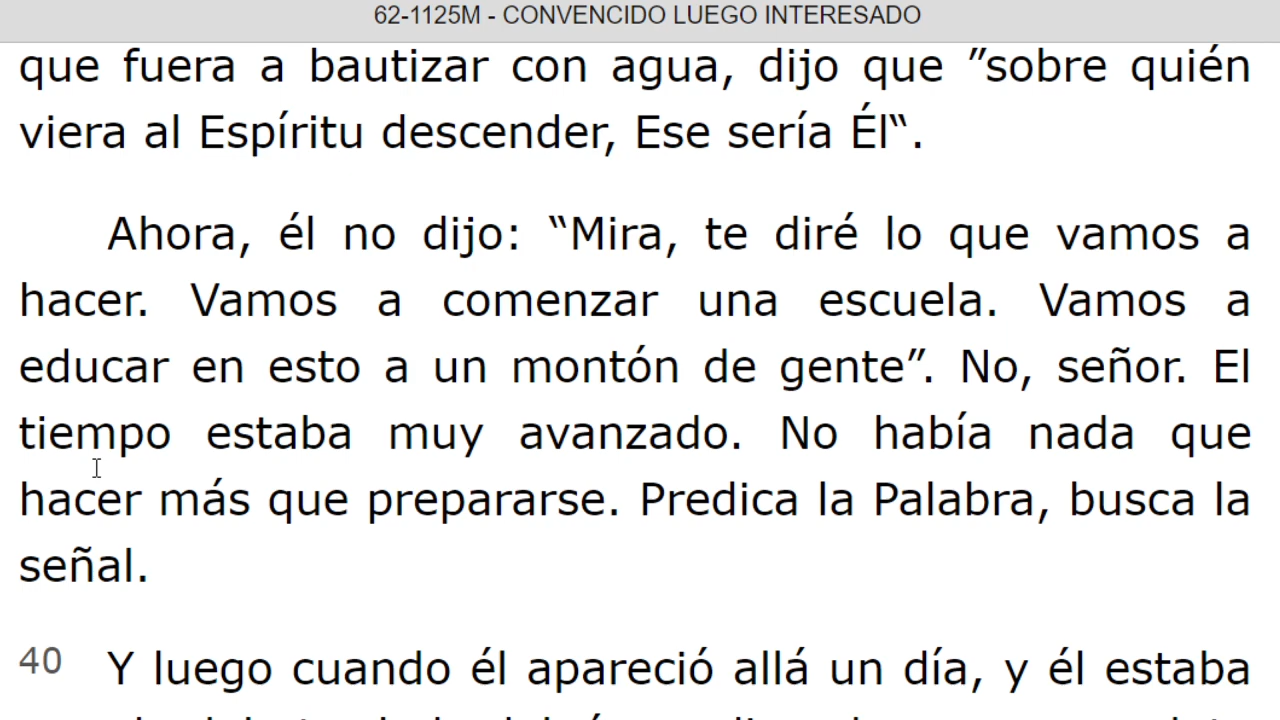 62-1125M - CONVENCIDO LUEGO INTERESADO
que fuera a bautizar con agua, dijo que ”sobre quién
viera al Espíritu descender, Ese sería Él“.
Ahora, él no dijo: “Mira, te diré lo que vamos a
hacer. Vamos a comenzar una escuela. Vamos a
educar en esto a un montón de gente”. No, señor. El
tiempo estaba muy avanzado. No había nada que
hacer más que prepararse. Predica la Palabra, busca la
señal.
40 Y luego cuando él apareció allá un día, y él estaba